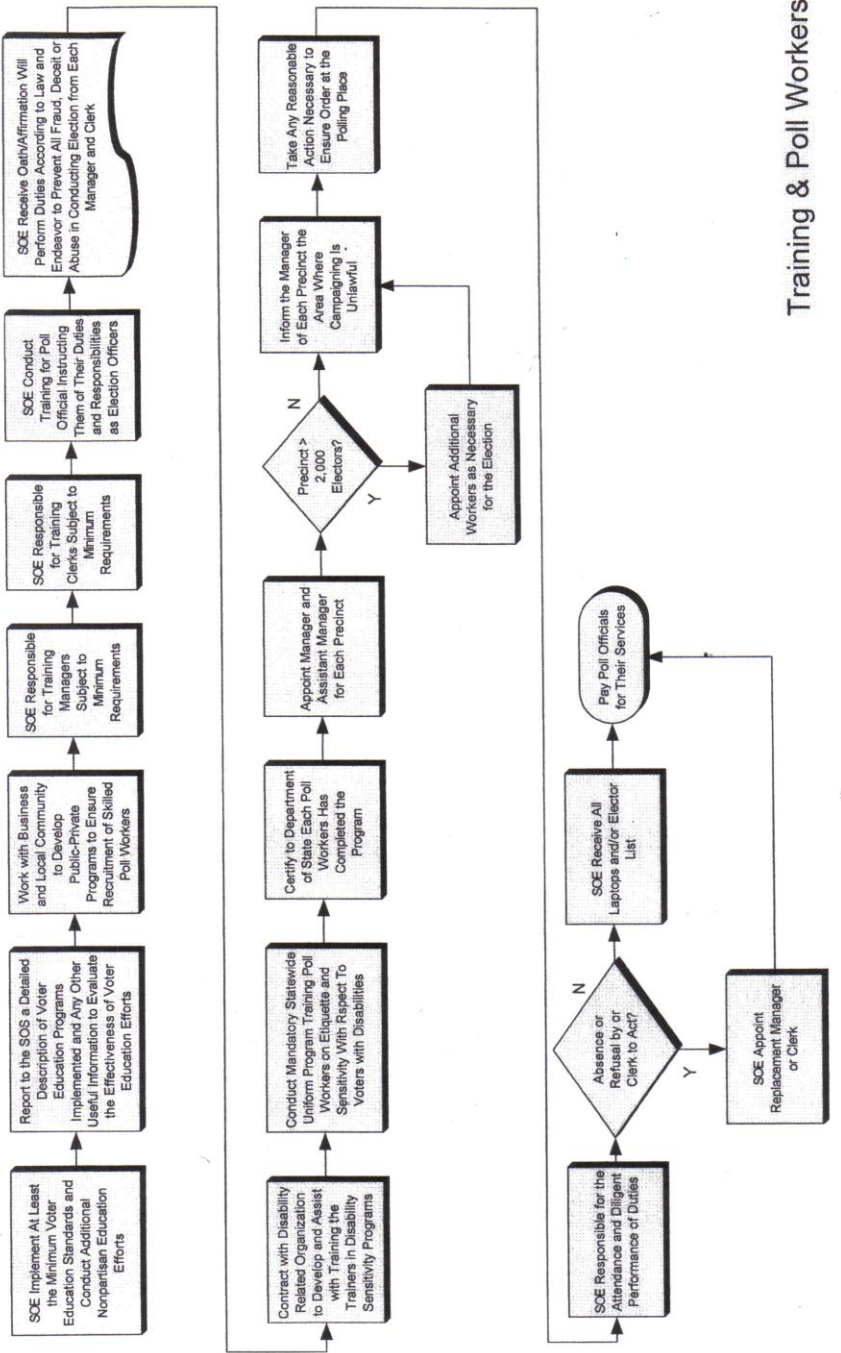 SOE Implement At Least
the Minimum Voter
Education Standards and
Conduct Additional
Nonpartisan Education
Efforts
Report to the SOS a Detailed
Description of Voter
Education Programs
Implemented and Any Other
Useful Information to Evaluate
the Effectiveness of Voter
Education Efforts
Work with Business
and Local Community
to Develop
Public-Private
Programs to Ensure
Recruitment of Skilled
Poll Workers
SOE Responsible
for Training
Managers
Subject to
Minimum
Requirements
SOE Responsible
for Training
Clerks Subject to
Minimum
Requirements
SOE Conduct
Training for Poll
Official Instructing
Them of Their Duties
and Responsibilities
as Election Officers
SOE Receive Oath/Affirmation Will
Perform Duties According to Law and
Endeavor to Prevent All Fraud, Deceit or
Abuse in Conducting Election from Each
Manager and Clerk
Contract with Disability
Related Organization
to Develop and Assist
with Training the
Trainers in Disability
Sensitivity Programs
Conduct Mandatory Statewide
Uniform Program Training Poll
Workers on Etiquette and
Sensitivity With Rspect To
Voters with Disabilities
Certify to Department
of State Each Poll
Workers Has
Completed the
Program
Appoint Manager and
Assistant Manager
for Each Precinct
Precinct >
2,000
Electors?
N
Y
Appoint Additional
Workers as Necessary
for the Election
Inform the Manager
of Each Precinct the
Area Where
Campaigning Is
Unlawful
Take Any Reasonable
Action Necessary to
Ensure Order at the
Polling Place
SOE Responsible for the
Attendance and Diligent
Performance of Duties
Absence or
Refusal by or
Clerk to Act?
N
Y
SOE Appoint
Replacement Manager
or Clerk
SOE Receive All
Laptops and/or Elector
List
Pay Poll Officials
for Their Services
Training & Poll Workers